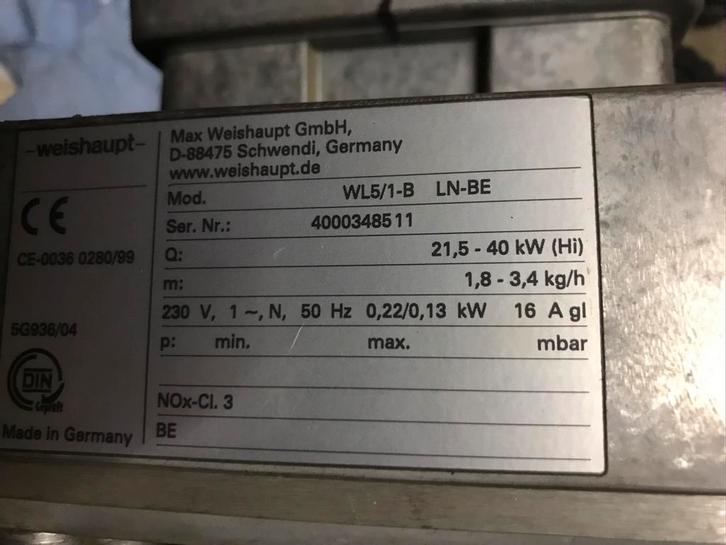 -weishaupt-
Max Weishaupt GmbH,
D-88475 Schwendi, Germany
www.weishaupt.de
CE
CE-0036 0280/99
5G936/04
DIN
Geprüft
Made in Germany
Mod. WL5/1-B LN-BE
Ser. Nr.: 4000348511
Q: 21,5 - 40 kW (Hi)
m: 1,8 - 3,4 kg/h
230 V, 1 ~, N, 50 Hz 0,22/0,13 kW 16 A gl
p: min. max. mbar
NOx-Cl. 3
BE